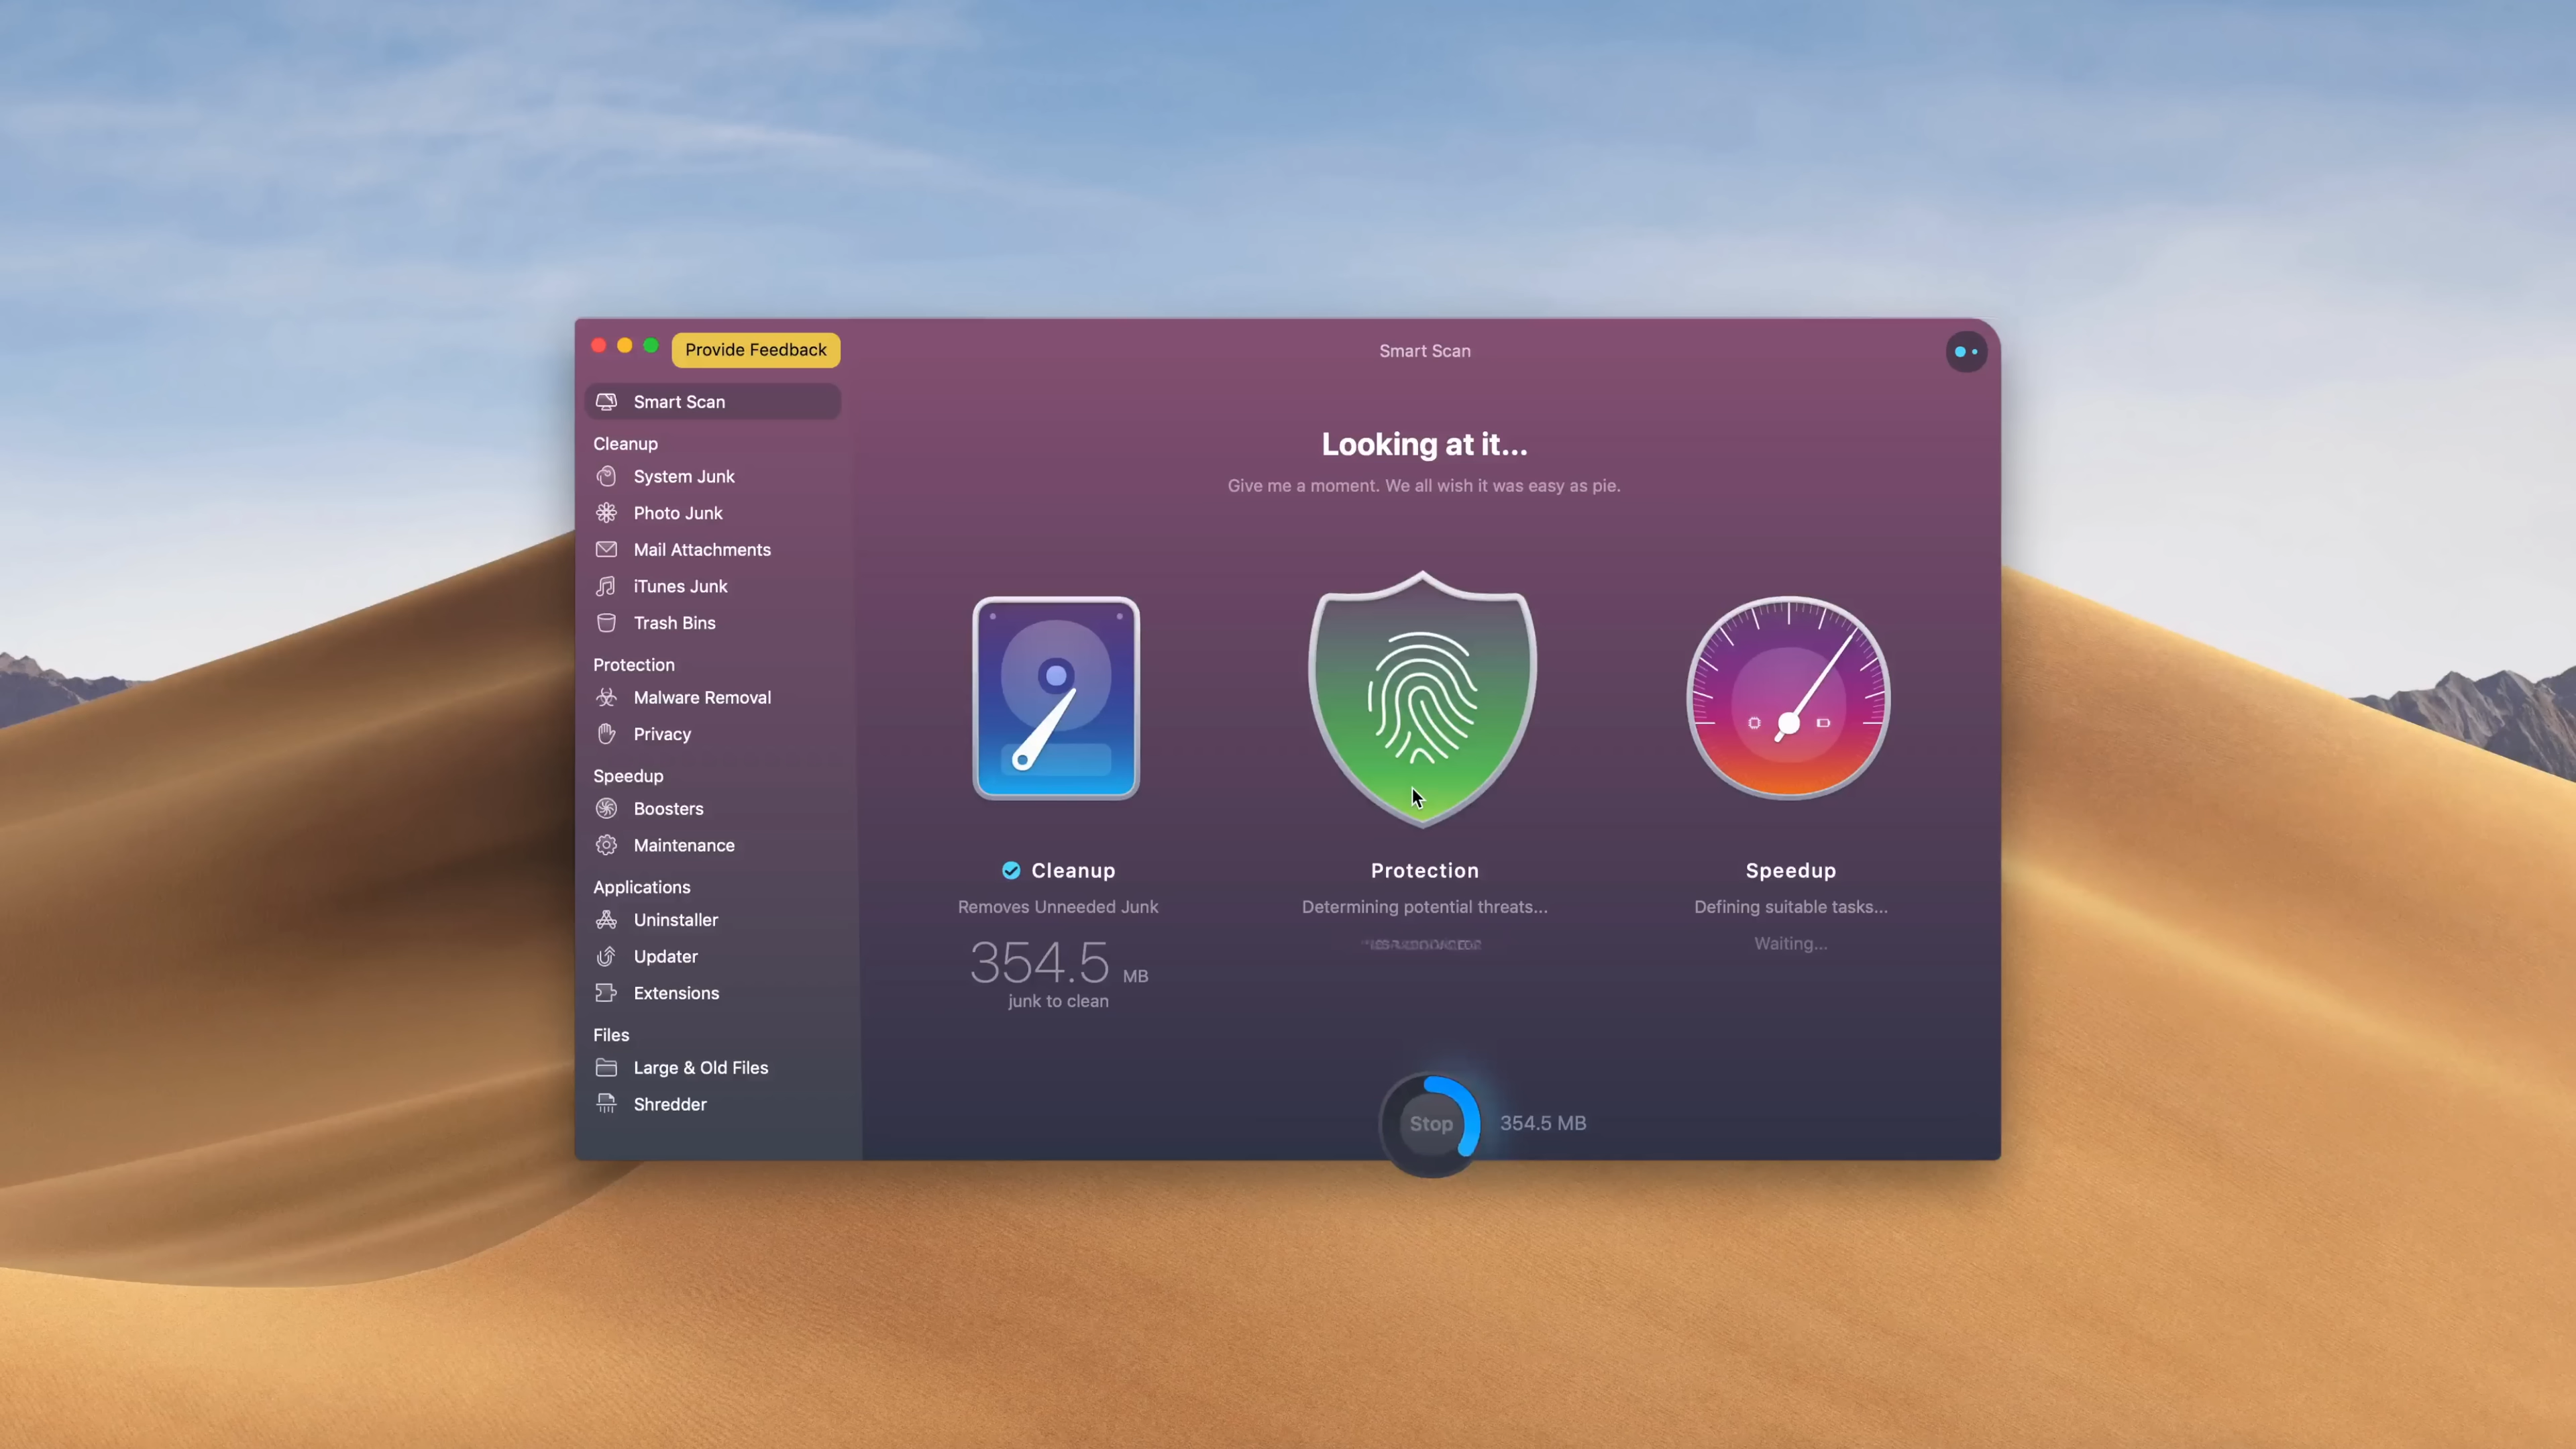 Provide Feedback
Smart Scan
Smart Scan
Cleanup
System Junk
Photo Junk
Mail Attachments
iTunes Junk
Trash Bins
Protection
Malware Removal
Privacy
Speedup
Boosters
Maintenance
Applications
Uninstaller
Updater
Extensions
Files
Large & Old Files
Shredder
Looking at it...
Give me a moment. We all wish it was easy as pie.
Cleanup
Removes Unneeded Junk
354.5 MB
junk to clean
Protection
Determining potential threats...
Speedup
Defining suitable tasks...
Waiting...
Stop
354.5 MB